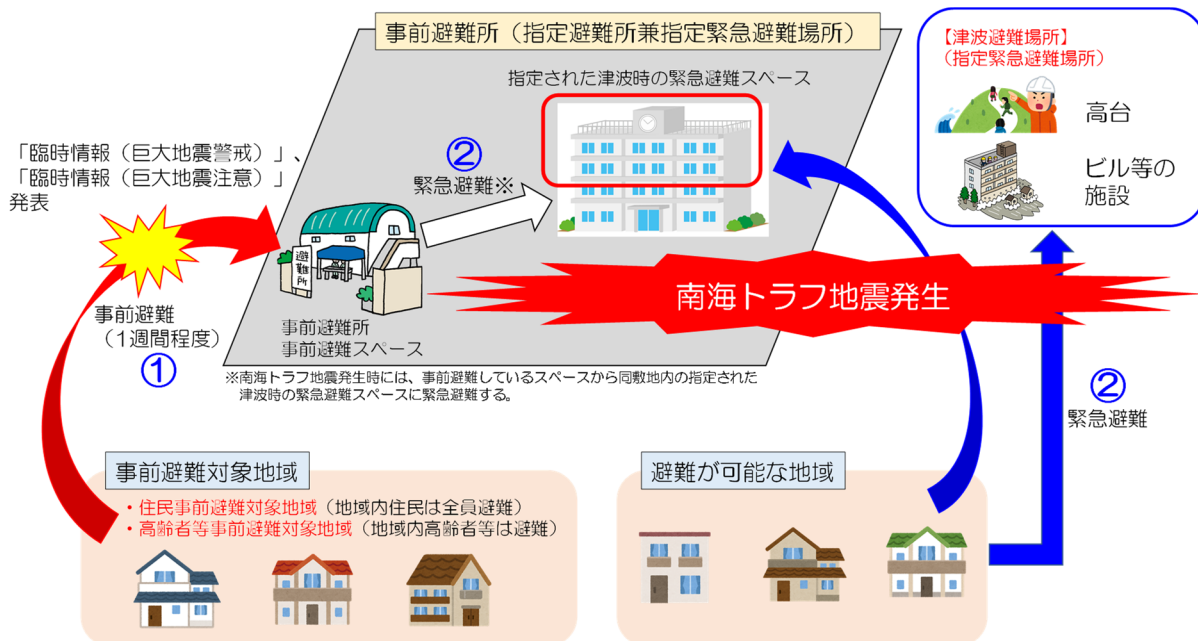 事前避難所（指定避難所兼指定緊急避難場所）
指定された津波時の緊急避難スペース
【津波避難場所】
（指定緊急避難場所）
高台
ビル等の
施設
「臨時情報（巨大地震警戒）」、
「臨時情報（巨大地震注意）」
発表
②
緊急避難※
避難所
事前避難
（１週間程度）
①
事前避難所
事前避難スペース
南海トラフ地震発生
※南海トラフ地震発生時には、事前避難しているスペースから同敷地内の指定された
津波時の緊急避難スペースに緊急避難する。
②
緊急避難
事前避難対象地域
・住民事前避難対象地域（地域内住民は全員避難）
・高齢者等事前避難対象地域（地域内高齢者等は避難）
避難が可能な地域